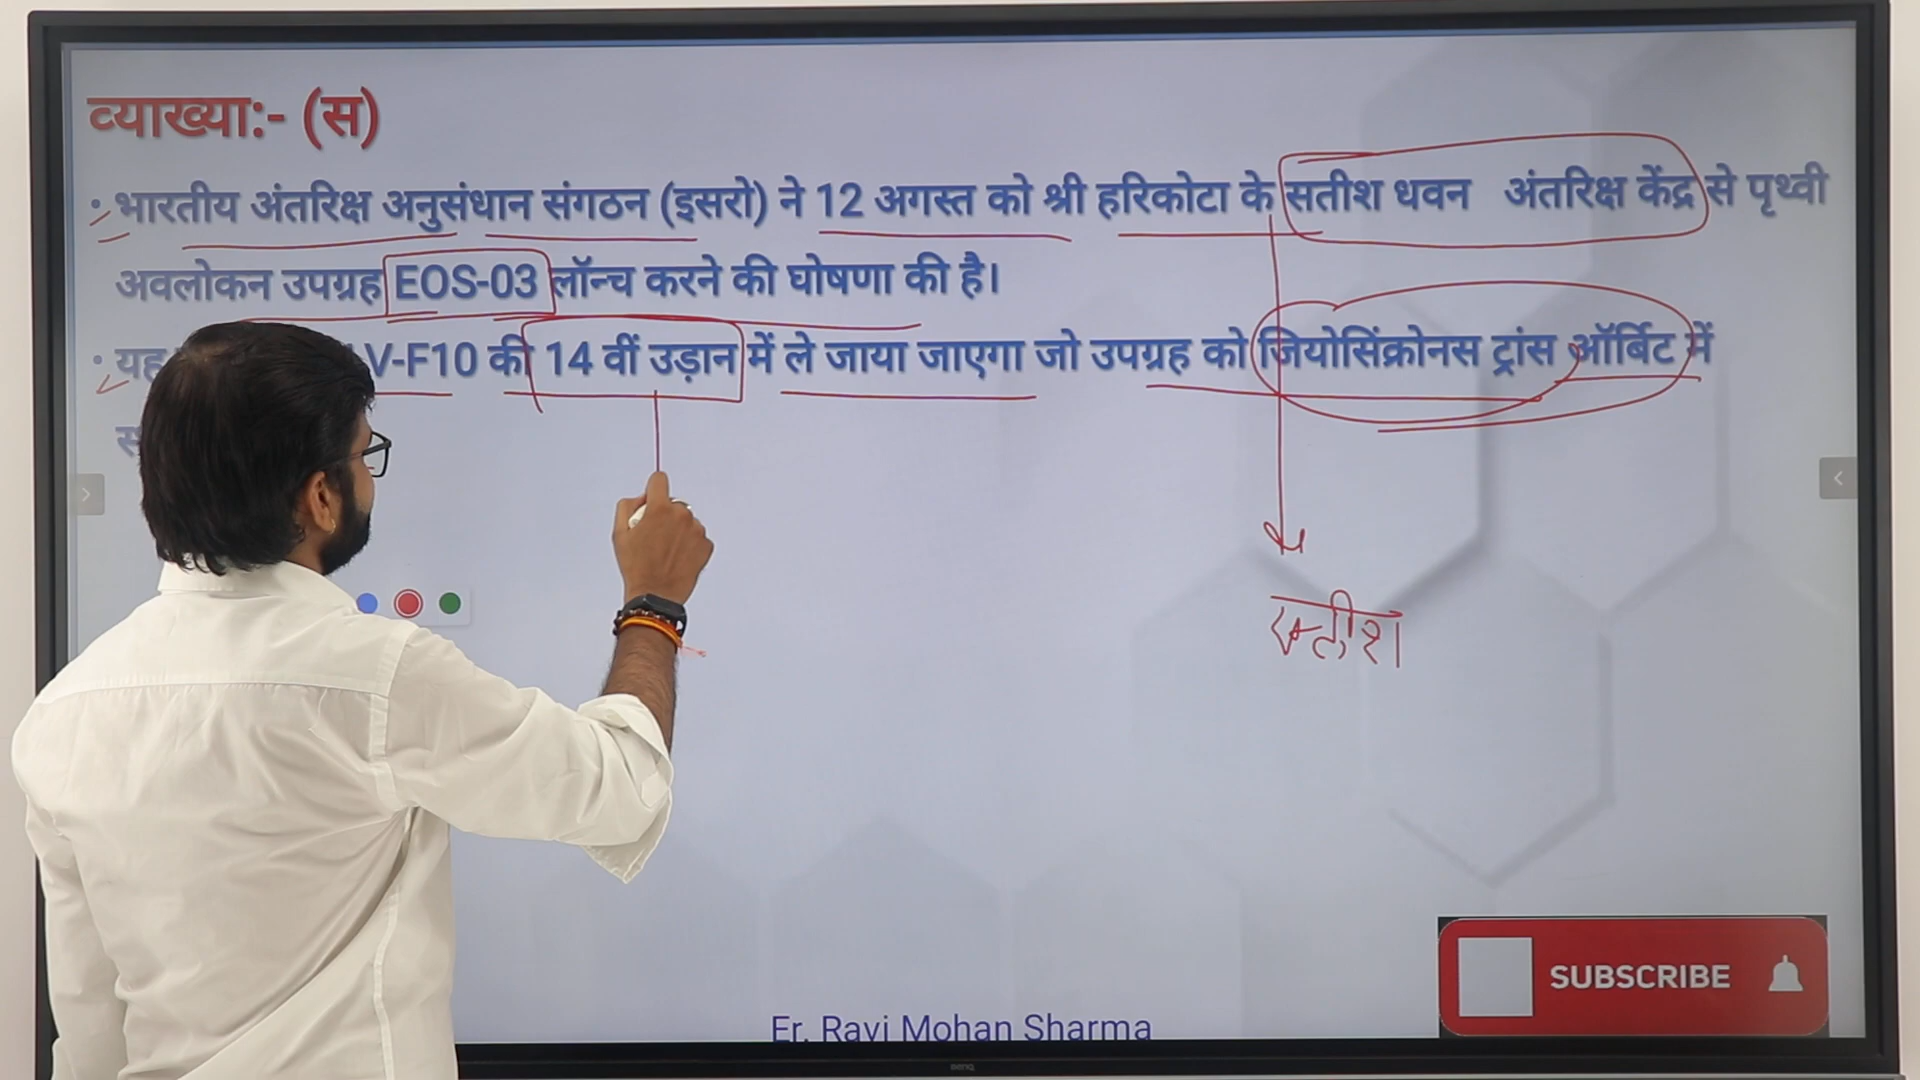 व्याख्या:- (स)
• भारतीय अंतरिक्ष अनुसंधान संगठन (इसरो) ने 12 अगस्त को श्री हरिकोटा के सतीश धवन अंतरिक्ष केंद्र से पृथ्वी
अवलोकन उपग्रह EOS-03 लॉन्च करने की घोषणा की है।
• यह V-F10 की 14 वीं उड़ान में ले जाया जाएगा जो उपग्रह को जियोसिंक्रोनस ट्रांस ऑर्बिट में
सतीश
SUBSCRIBE
Er. Ravi Mohan Sharma
BenQ